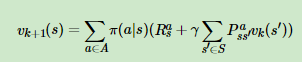 v_{k+1}(s) = \sum_{a \in A} \pi(a|s)(R_s^a + \gamma \sum_{s' \in S} P_{ss'}^a v_k(s'))